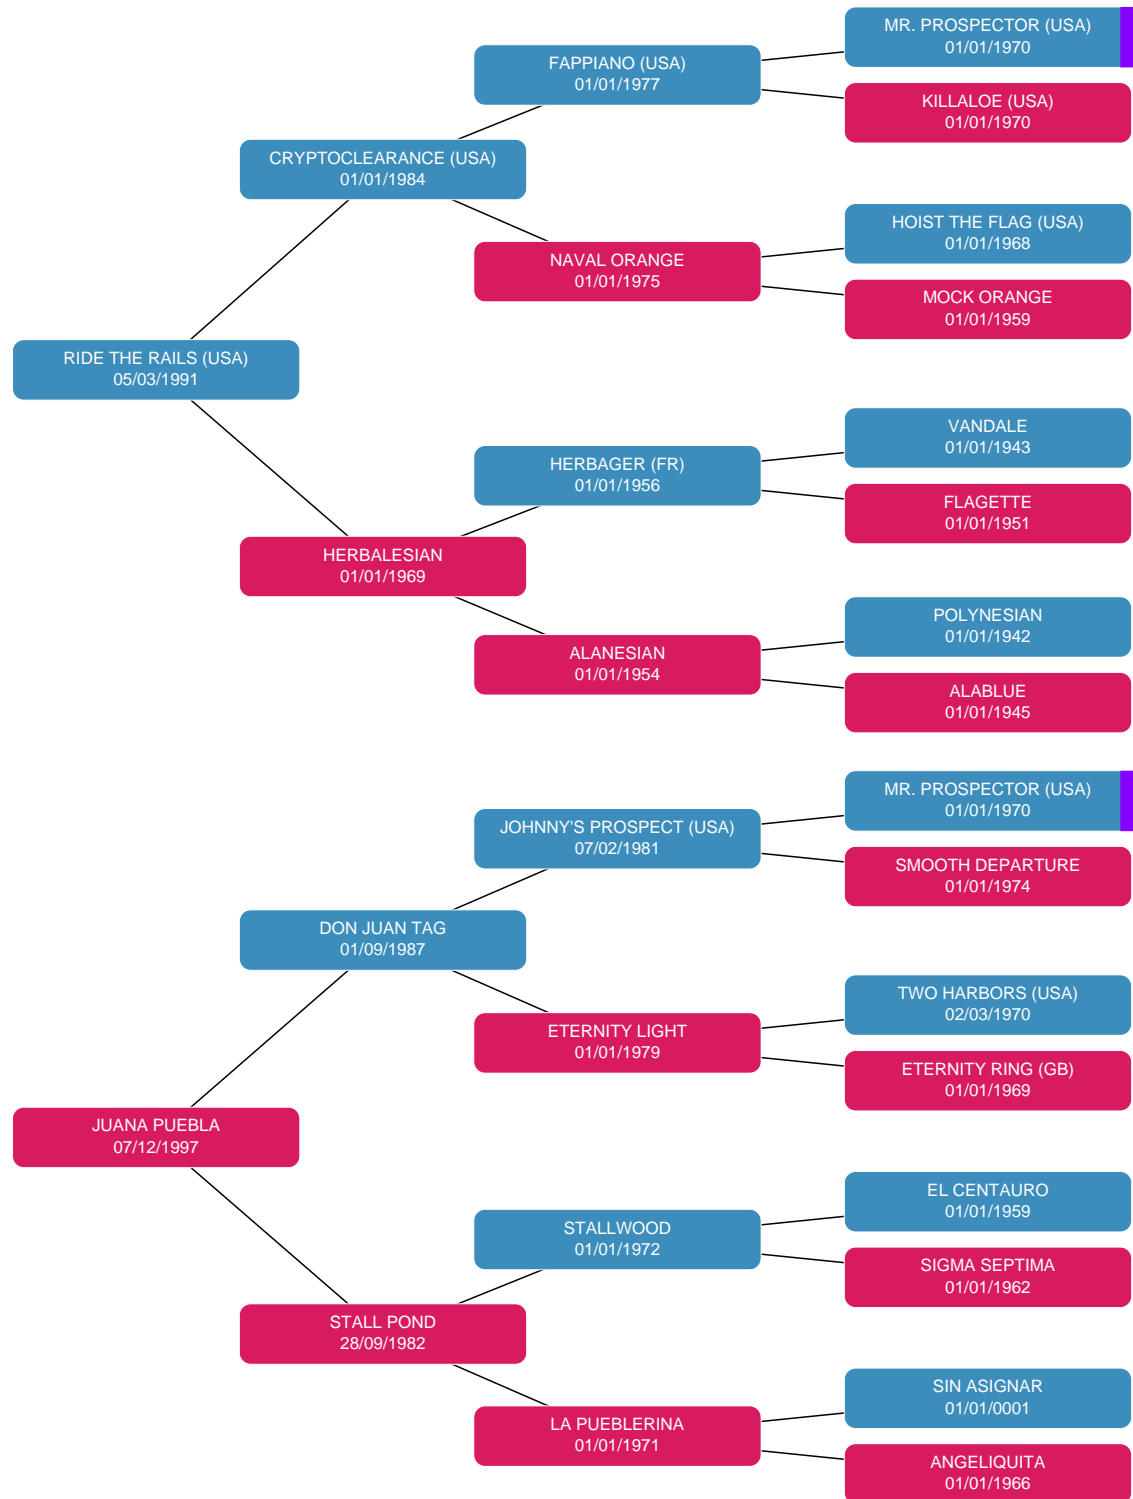 MR. PROSPECTOR (USA)
01/01/1970
FAPPIANO (USA)
01/01/1977
KILLALOE (USA)
01/01/1970
CRYPTOCLEARANCE (USA)
01/01/1984
HOIST THE FLAG (USA)
01/01/1968
NAVAL ORANGE
01/01/1975
MOCK ORANGE
01/01/1959
RIDE THE RAILS (USA)
05/03/1991
VANDALE
01/01/1943
HERBAGER (FR)
01/01/1956
FLAGETTE
01/01/1951
HERBALESIAN
01/01/1969
POLYNESIAN
01/01/1942
ALANESIAN
01/01/1954
ALABLUE
01/01/1945
MR. PROSPECTOR (USA)
01/01/1970
JOHNNY'S PROSPECT (USA)
07/02/1981
SMOOTH DEPARTURE
01/01/1974
DON JUAN TAG
01/09/1987
TWO HARBORS (USA)
02/03/1970
ETERNITY LIGHT
01/01/1979
ETERNITY RING (GB)
01/01/1969
JUANA PUEBLA
07/12/1997
EL CENTAURO
01/01/1959
STALLWOOD
01/01/1972
SIGMA SEPTIMA
01/01/1962
STALL POND
28/09/1982
SIN ASIGNAR
01/01/0001
LA PUEBLERINA
01/01/1971
ANGELIQUITA
01/01/1966